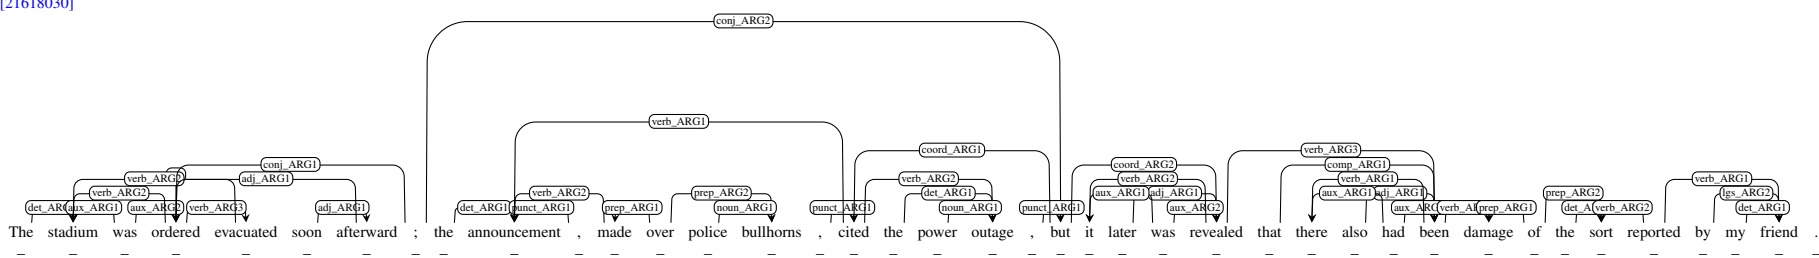 [21618030]
conj_ARG2
verb_ARG1
coord_ARG1
conj_ARG1 coord_ARG2 verb_ARG3 comp_ARG1
verb_ARG2 adj_ARG1 verb_ARG2 verb_ARG2 verb_ARG1 verb_ARG1
verb_ARG2 verb_ARG2 prep_ARG2 det_ARG1 aux_ARG1 adj_ARG1 aux_ARG1 adj_ARG1 prep_ARG2 lgs_ARG2
aux_ARG1 aux_ARG2 verb_ARG3 adj_ARG1 det_ARG1 punct_ARG1 prep_ARG1 noun_ARG1 punct_ARG1 noun_ARG1 punct_ARG1 aux_ARG2 prep_ARG1 verb_ARG2 det_ARG1
The stadium was ordered evacuated soon afterward ; the announcement , made over police bullhorns , cited the power outage , but it later was revealed that there also had been damage of the sort reported by my friend .
_ _ _ _ _ _ _ _ _ _ _ _ _ _ _ _ _ _ _ _ _ _ _ _ _ _ _ _ _ _ _ _ _ _ _ _ _ _ _ _